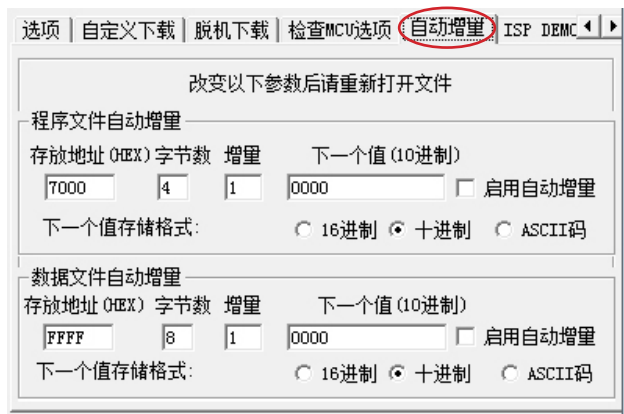 选项 自定义下载 脱机下载 检查MCU选项 自动增量 ISP DEMC
改变以下参数后请重新打开文件
程序文件自动增量
存放地址(HEX) 字节数 增量 下一个值(10进制)
7000 4 1 0000 启用自动增量
下一个值存储格式: 16进制 十进制 ASCII码
数据文件自动增量
存放地址(HEX) 字节数 增量 下一个值(10进制)
FFFF 8 1 0000 启用自动增量
下一个值存储格式: 16进制 十进制 ASCII码